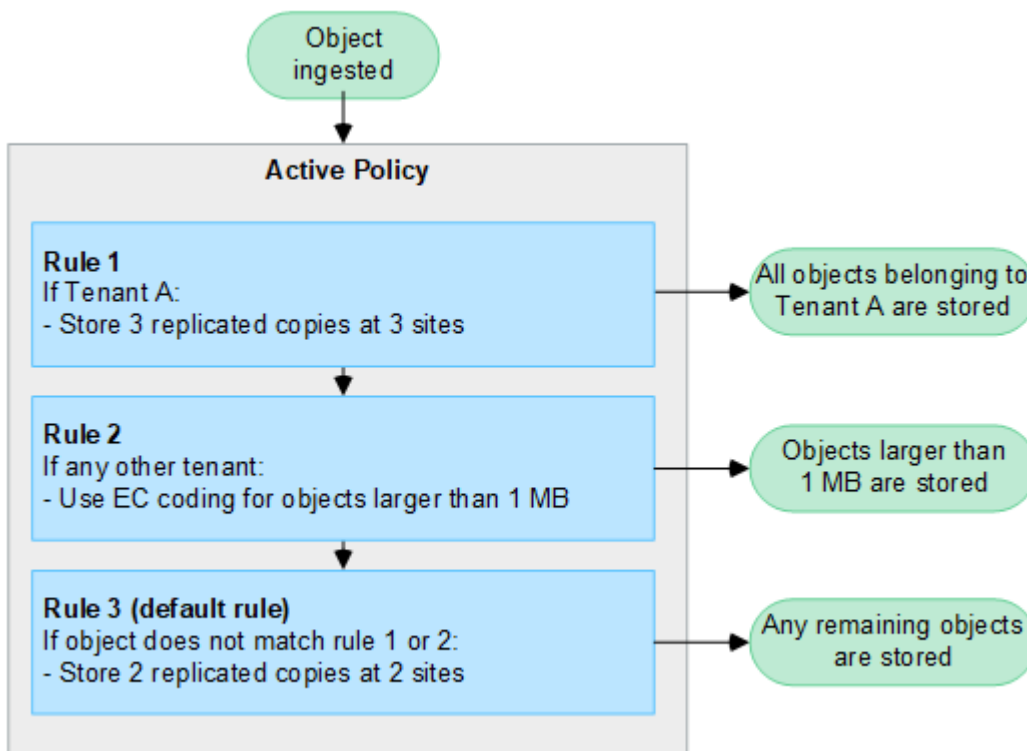 Object
ingested
Active Policy
Rule 1
If Tenant A:
- Store 3 replicated copies at 3 sites
All objects belonging to
Tenant A are stored
Rule 2
If any other tenant:
- Use EC coding for objects larger than 1 MB
Objects larger than
1 MB are stored
Rule 3 (default rule)
If object does not match rule 1 or 2:
- Store 2 replicated copies at 2 sites
Any remaining objects
are stored